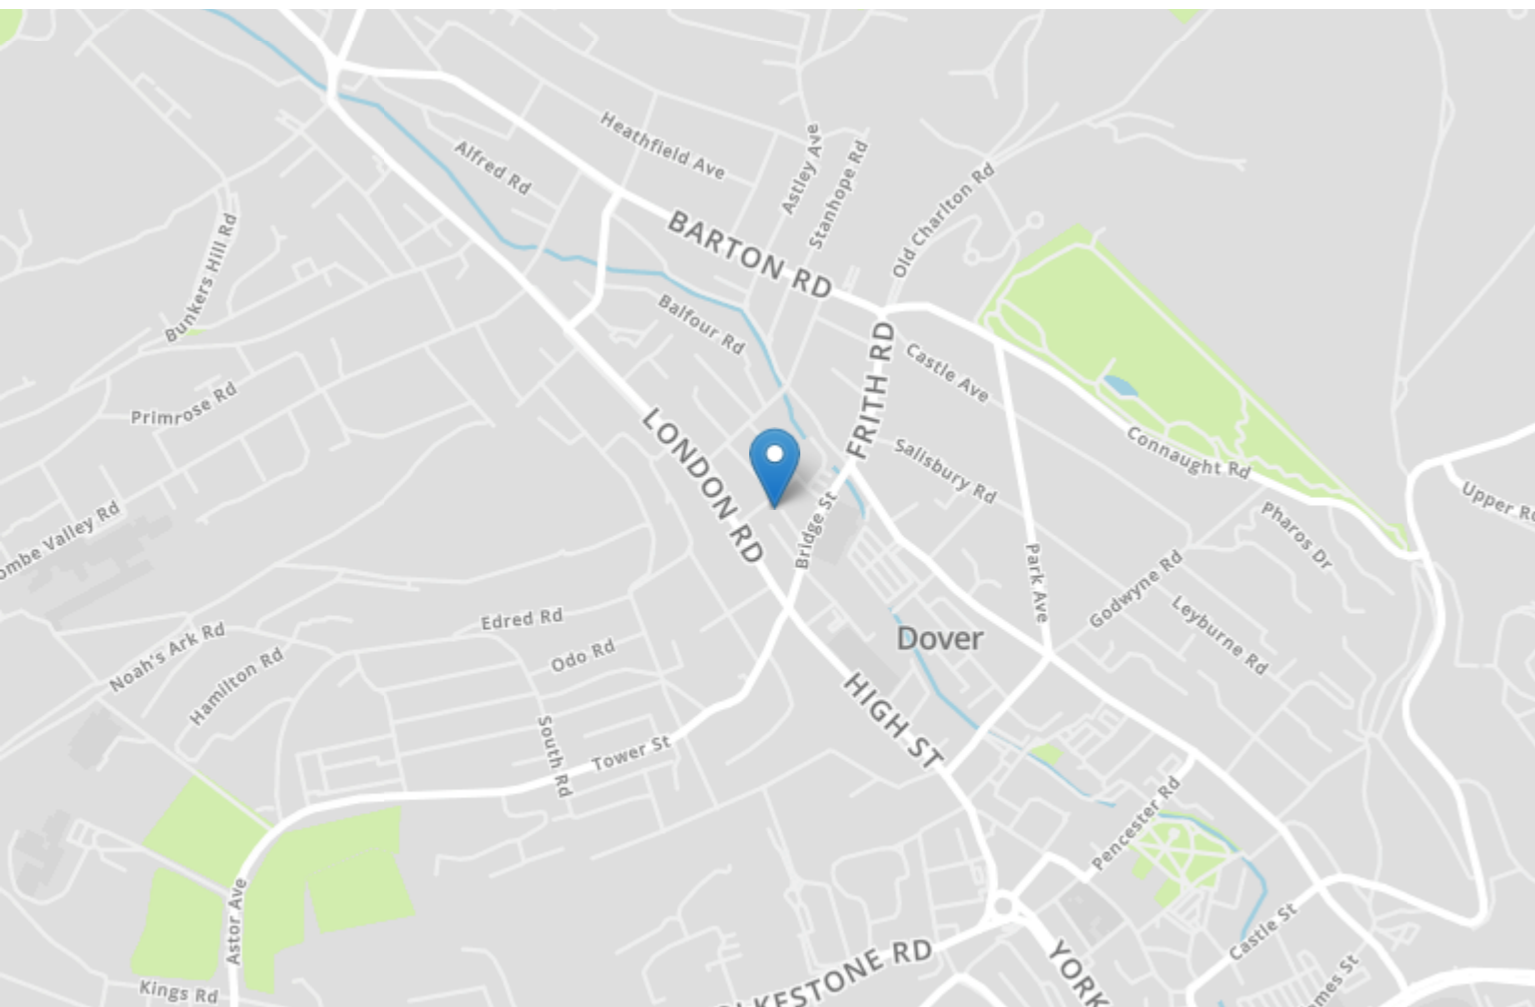 Heathfield Ave
Astley Ave
Stanhope Rd
Alfred Rd
Old Charlton Rd
BARTON RD
Bunkers Hill Rd
Balfour Rd
FRITH RD
Castle Ave
Primrose Rd
LONDON RD
Connaught Rd
Salisbury Rd
Upper
Bridge St
Pharos Dr
ombe Valley Rd
Park Ave
Godwyne Rd
Edred Rd
Leyburne Rd
Noah's Ark Rd
Dover
Odo Rd
Hamilton Rd
HIGH ST
South Rd
Tower St
Pencester Rd
Astor Ave
Castle St
LKESTONE RD
YORK
mes St
Kings Rd